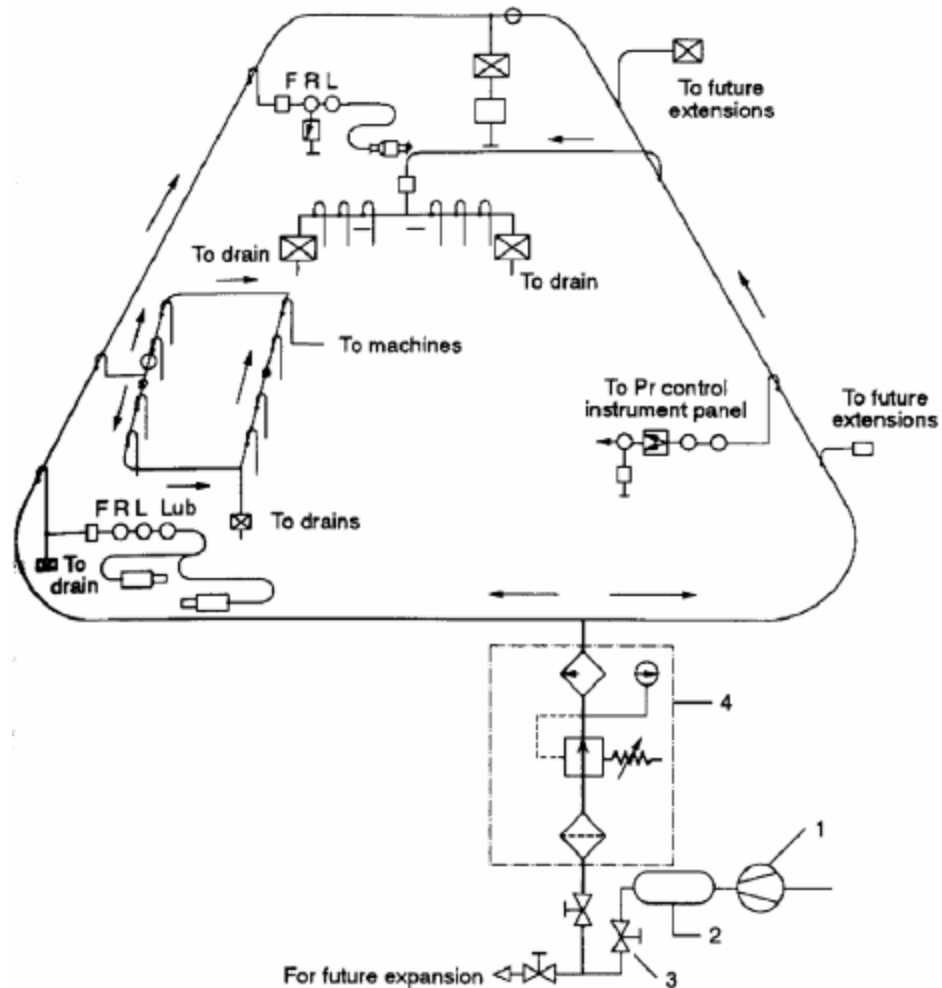 F R L
To future
extensions
To drain
To drain
To machines
To Pr control
instrument panel
To future
extensions
F R L Lub
To drains
To
drain
4
1
2
3
For future expansion